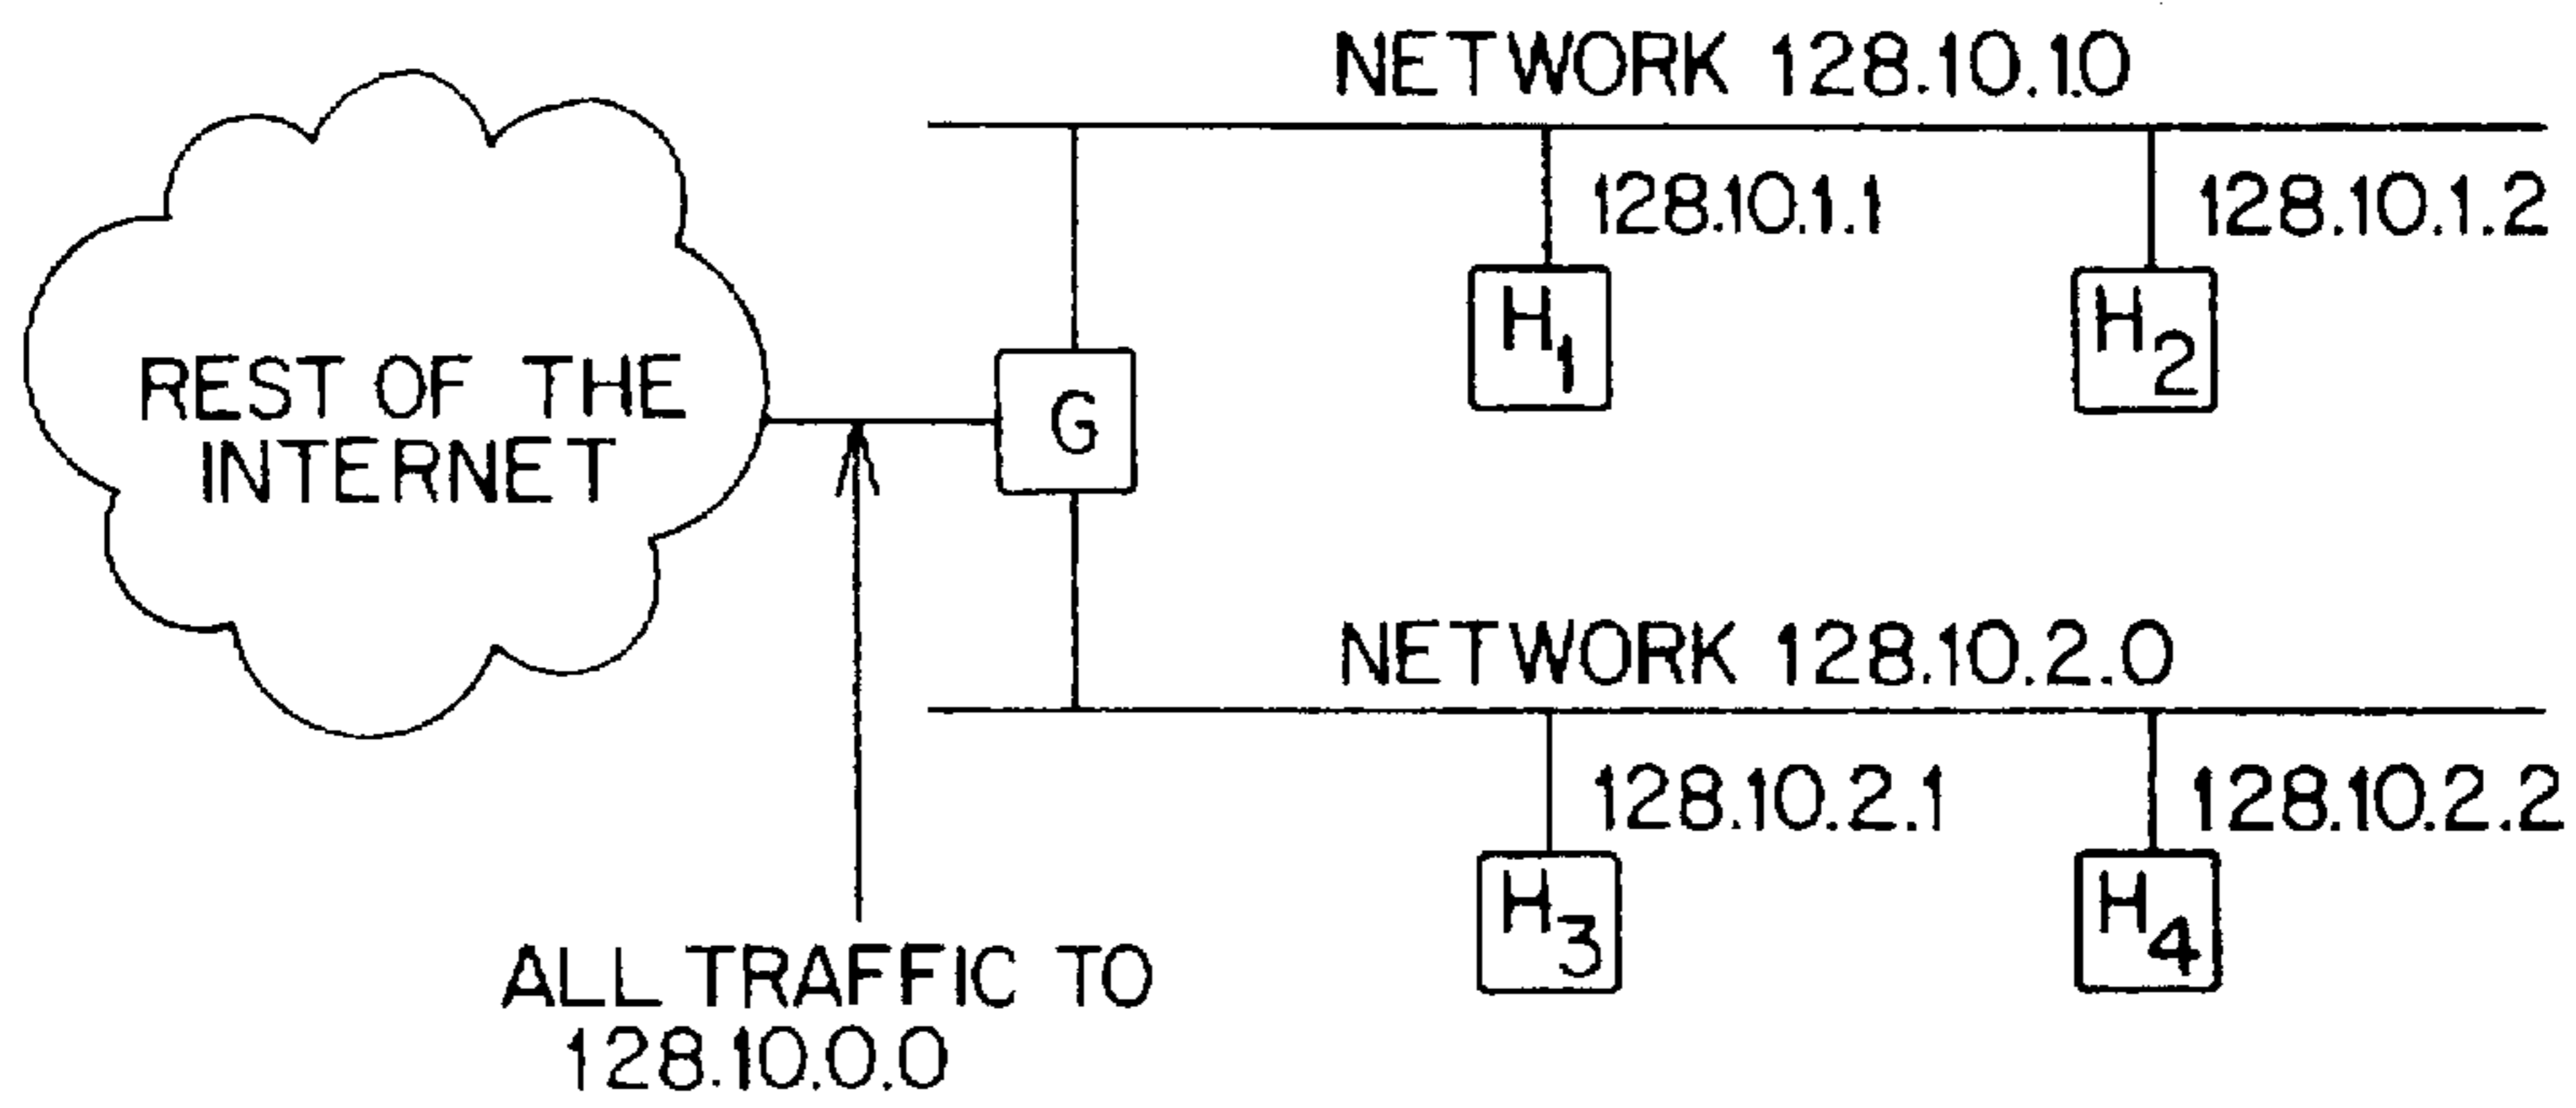 NETWORK 128.10.1.0
128.10.1.1
128.10.1.2
H1
H2
REST OF THE
INTERNET
G
NETWORK 128.10.2.0
128.10.2.1
128.10.2.2
H3
H4
ALL TRAFFIC TO
128.10.0.0